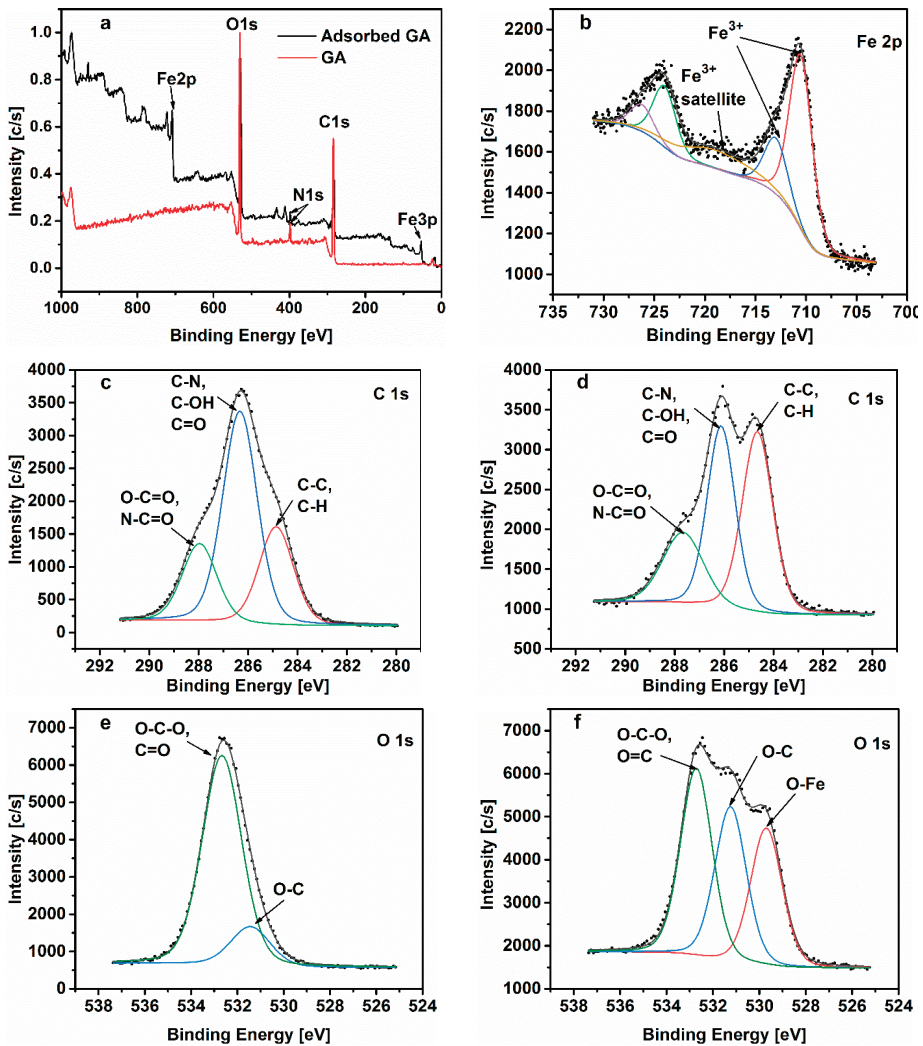 a
O1s
Adsorbed GA
GA
Fe2p
C1s
N1s
Fe3p
Intensity [c/s]
1.0
0.8
0.6
0.4
0.2
0.0
1000 800 600 400 200 0
Binding Energy [eV]
b
Fe 2p
Fe3+
Fe3+
satellite
Intensity [c/s]
2200
2000
1800
1600
1400
1200
1000
735 730 725 720 715 710 705 700
Binding Energy [eV]
c
C 1s
C-N,
C-OH
C=O
O-C=O,
N-C=O
C-C,
C-H
Intensity [c/s]
4000
3500
3000
2500
2000
1500
1000
500
0
292 290 288 286 284 282 280
Binding Energy [eV]
d
C 1s
C-N,
C-OH,
C=O
C-C,
C-H
O-C=O,
N-C=O
Intensity [c/s]
4000
3500
3000
2500
2000
1500
1000
500
292 290 288 286 284 282 280
Binding Energy [eV]
e
O 1s
O-C-O,
C=O
O-C
Intensity [c/s]
7000
6000
5000
4000
3000
2000
1000
0
538 536 534 532 530 528 526 524
Binding Energy [eV]
f
O 1s
O-C-O,
O=C
O-C
O-Fe
Intensity [c/s]
7000
6000
5000
4000
3000
2000
1000
538 536 534 532 530 528 526 524
Binding Energy [eV]